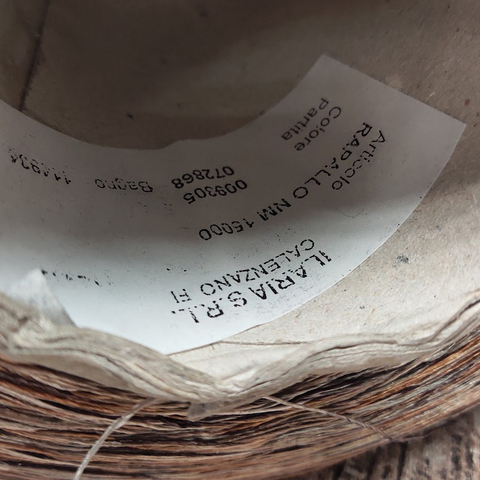 ILARIA S.R.L.
CALENZANO FI
Articolo RAPALLO NM 15000
Colore 009305
Partita 072868 Bagno